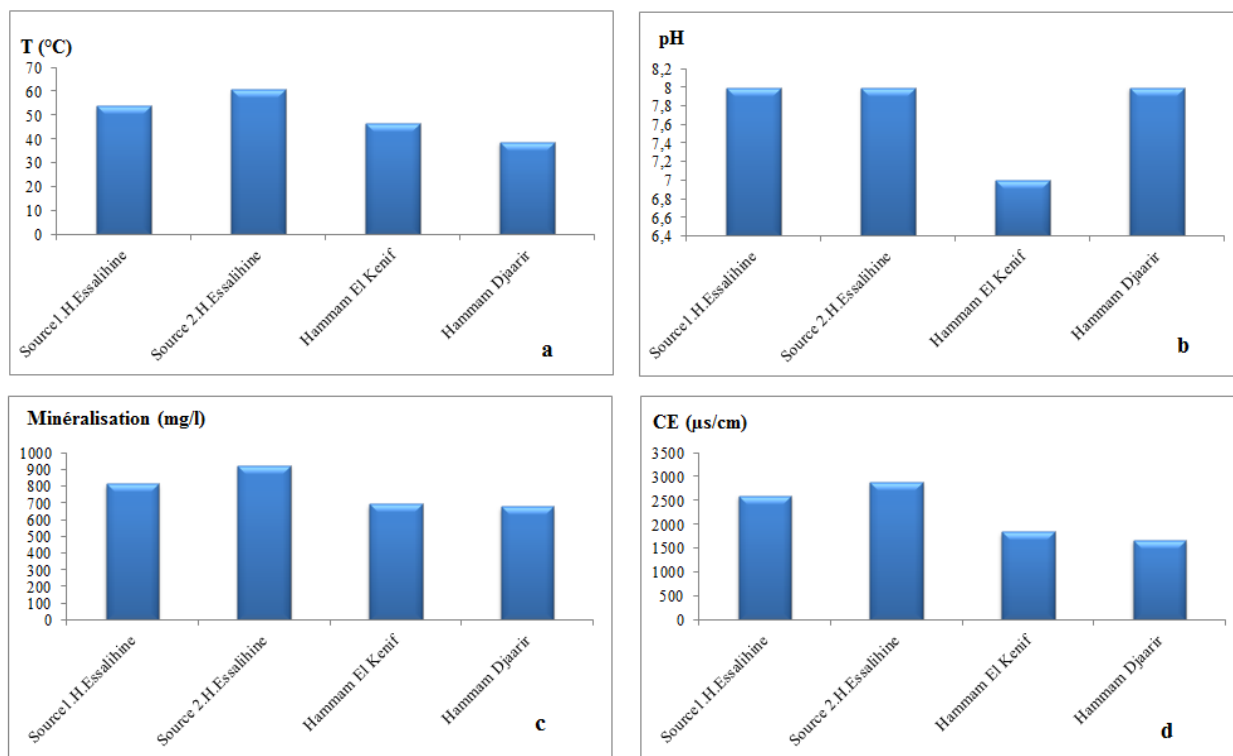 T (°C)
70
60
50
40
30
20
10
0
Source1.H.Essalihine
Source 2.H.Essalihine
Hammam El Kenif
Hammam Djaarir
a
pH
8,2
8
7,8
7,6
7,4
7,2
7
6,8
6,6
6,4
Source1.H.Essalihine
Source 2.H.Essalihine
Hammam El Kenif
Hammam Djaarir
b
Minéralisation (mg/l)
1000
900
800
700
600
500
400
300
200
100
0
Source1.H.Essalihine
Source 2.H.Essalihine
Hammam El Kenif
Hammam Djaarir
c
CE (µs/cm)
3500
3000
2500
2000
1500
1000
500
0
Source1.H.Essalihine
Source 2.H.Essalihine
Hammam El Kenif
Hammam Djaarir
d